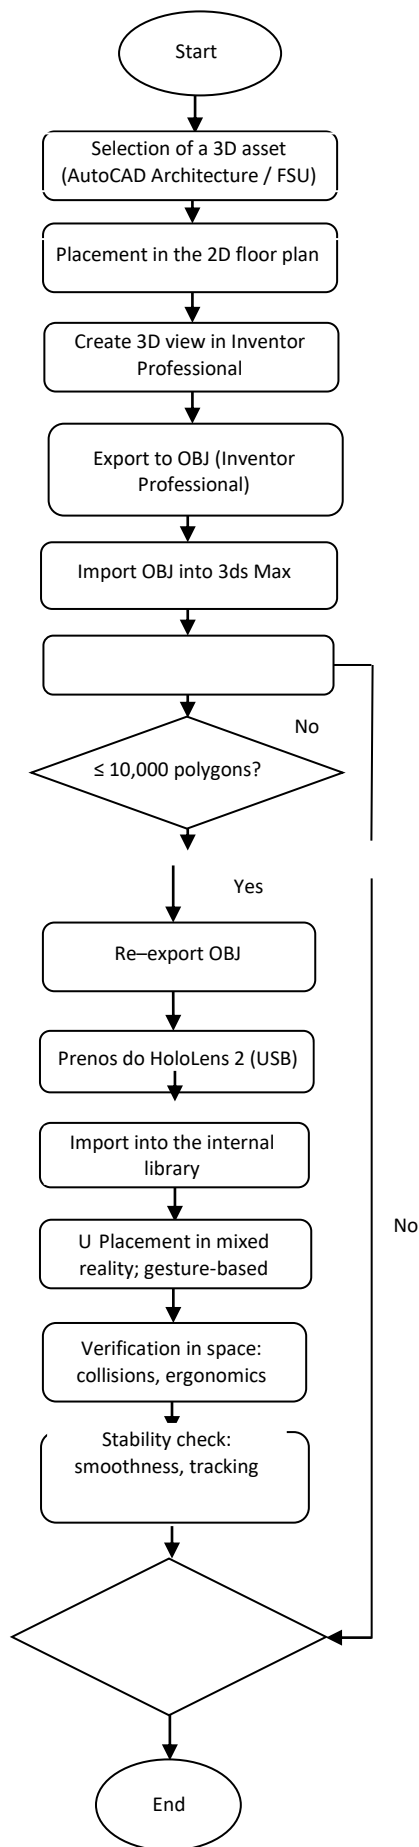 Start
Selection of a 3D asset
(AutoCAD Architecture / FSU)
Placement in the 2D floor plan
Create 3D view in Inventor
Professional
Export to OBJ (Inventor
Professional)
Import OBJ into 3ds Max
No
≤ 10,000 polygons?
Yes
Re–export OBJ
Prenos do HoloLens 2 (USB)
Import into the internal
library
No
U Placement in mixed
reality; gesture-based
Verification in space:
collisions, ergonomics
Stability check:
smoothness, tracking
End